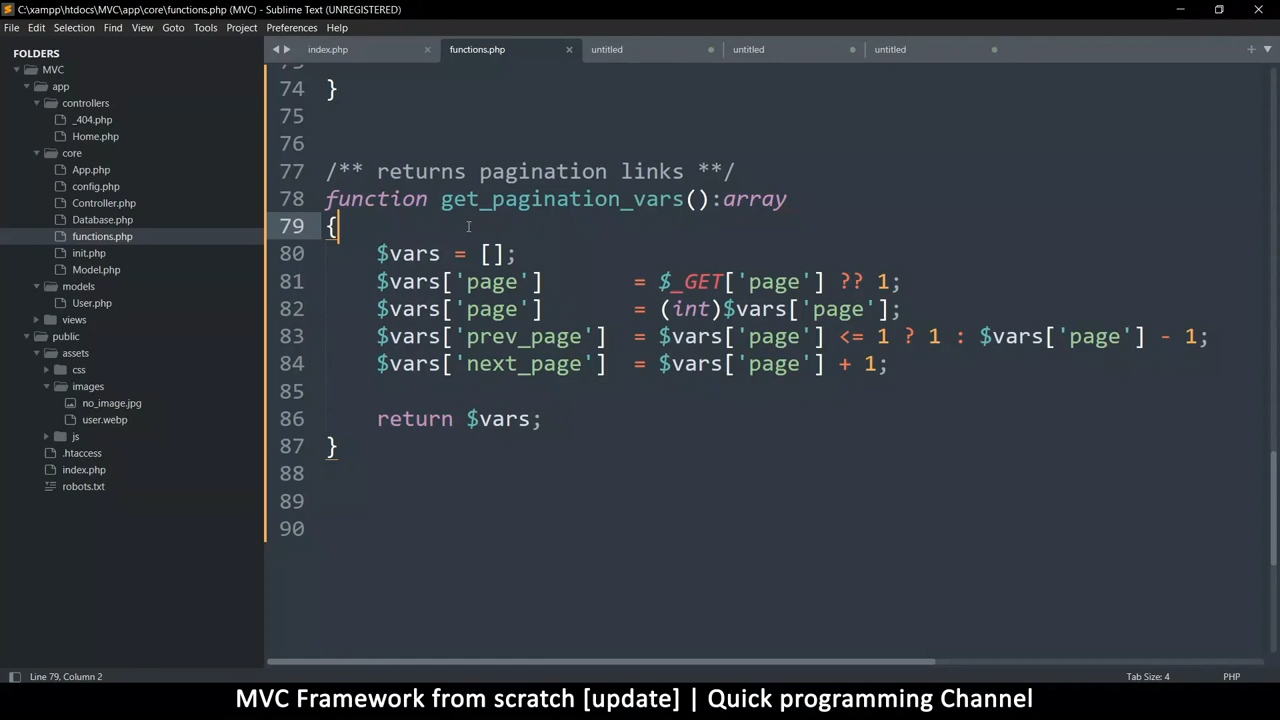 C:\xampp\htdocs\MVC\app\core\functions.php (MVC) - Sublime Text (UNREGISTERED)
File Edit Selection Find View Goto Tools Project Preferences Help
FOLDERS
MVC
app
controllers
_404.php
Home.php
core
App.php
config.php
Controller.php
Database.php
functions.php
init.php
Model.php
models
User.php
views
public
assets
css
images
no_image.jpg
user.webp
js
.htaccess
index.php
robots.txt
index.php functions.php untitled untitled untitled
73
74 }
75
76
77 /** returns pagination links **/
78 function get_pagination_vars():array
79 {
80 $vars = [];
81 $vars['page'] = $_GET['page'] ?? 1;
82 $vars['page'] = (int)$vars['page'];
83 $vars['prev_page'] = $vars['page'] <= 1 ? 1 : $vars['page'] - 1;
84 $vars['next_page'] = $vars['page'] + 1;
85
86 return $vars;
87 }
88
89
90
Line 79, Column 2 Tab Size: 4 PHP
MVC Framework from scratch [update] | Quick programming Channel